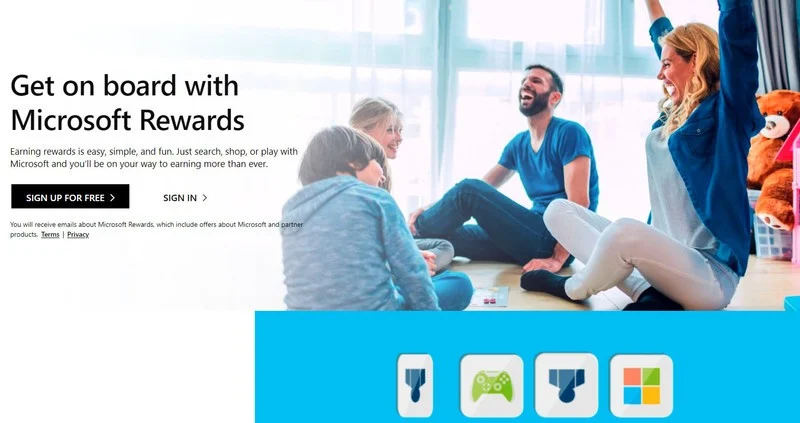 Get on board with
Microsoft Rewards
Earning rewards is easy, simple, and fun. Just search, shop, or play with
Microsoft and you'll be on your way to earning more than ever.
SIGN UP FOR FREE
SIGN IN
You will receive emails about Microsoft Rewards, which include offers about Microsoft and partner
products. Terms | Privacy